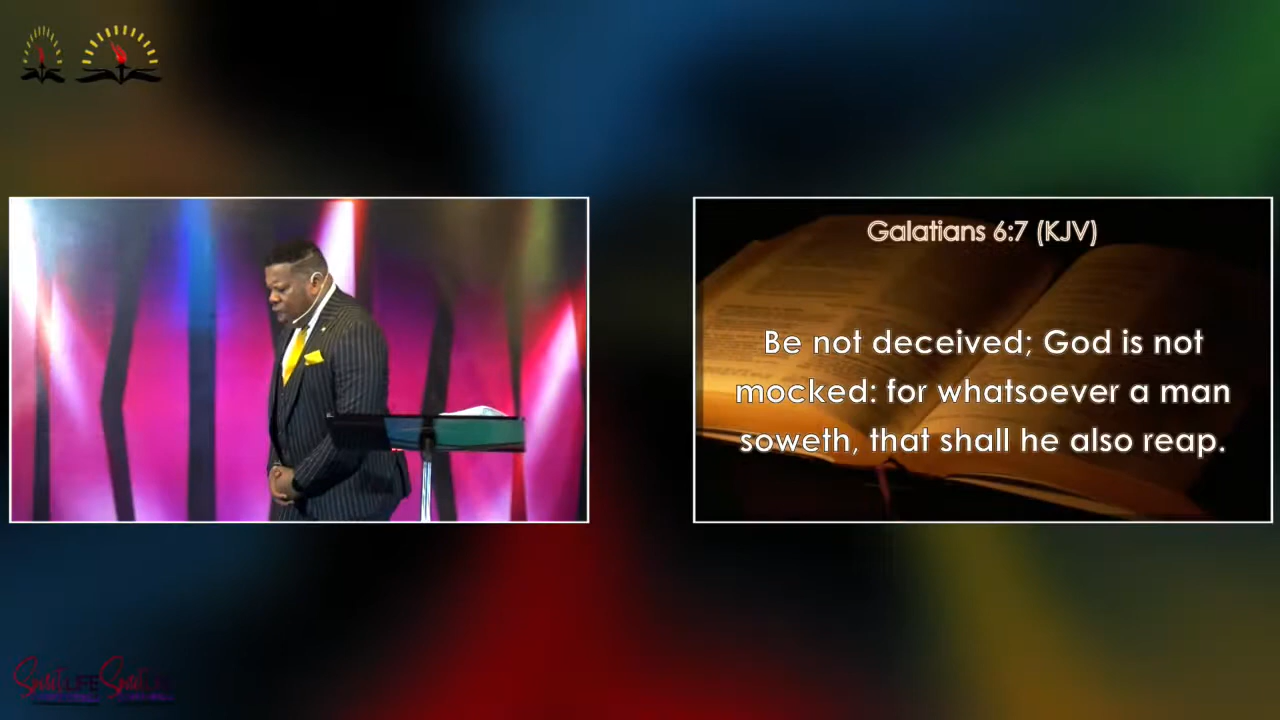 Galatians 6:7 (KJV)
Be not deceived; God is not
mocked: for whatsoever a man
soweth, that shall he also reap.